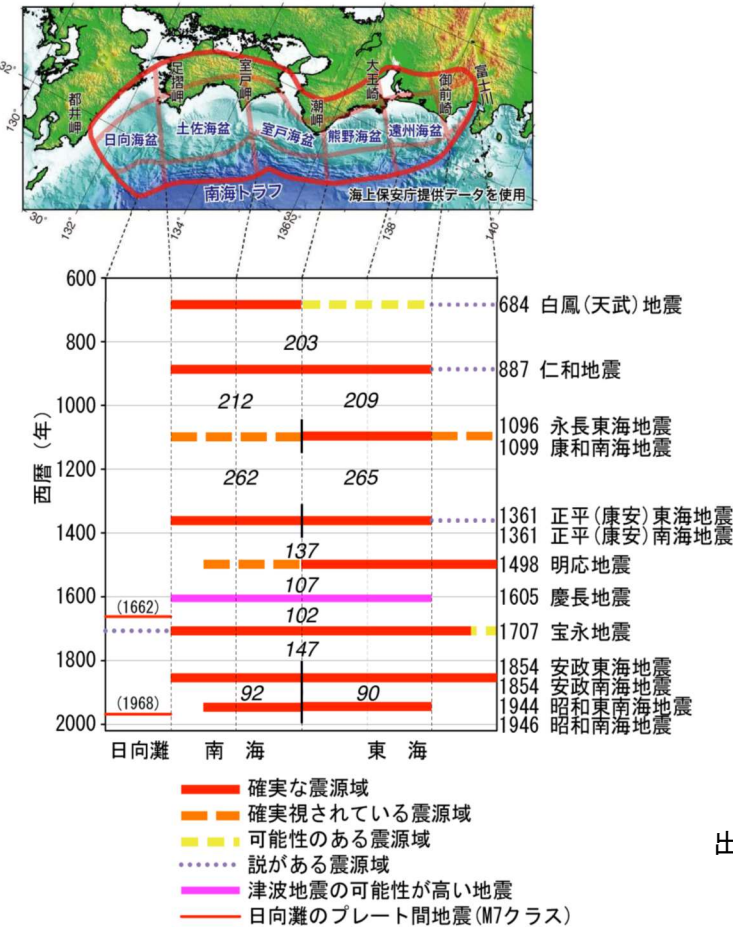 足摺岬
室戸岬
大王崎
御前崎
富士川
都井岬
潮岬
日向海盆
土佐海盆
室戸海盆
熊野海盆
遠州海盆
南海トラフ
海上保安庁提供データを使用
32°
130°
30°
132°
134°
136°
138°
140°
西暦(年)
600
800
1000
1200
1400
1600
1800
2000
203
212
209
262
265
137
107
102
147
92
90
(1662)
(1968)
684 白鳳(天武)地震
887 仁和地震
1096 永長東海地震
1099 康和南海地震
1361 正平(康安)東海地震
1361 正平(康安)南海地震
1498 明応地震
1605 慶長地震
1707 宝永地震
1854 安政東海地震
1854 安政南海地震
1944 昭和東南海地震
1946 昭和南海地震
日向灘 南海 東海
確実な震源域
確実視されている震源域
可能性のある震源域
説がある震源域
津波地震の可能性が高い地震
日向灘のプレート間地震(M7クラス)
出